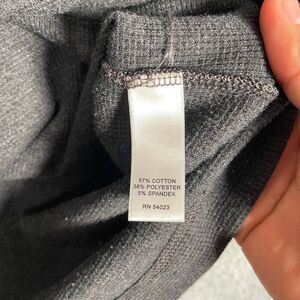 57% COTTON
38% POLYESTER
5% SPANDEX
RN 54023